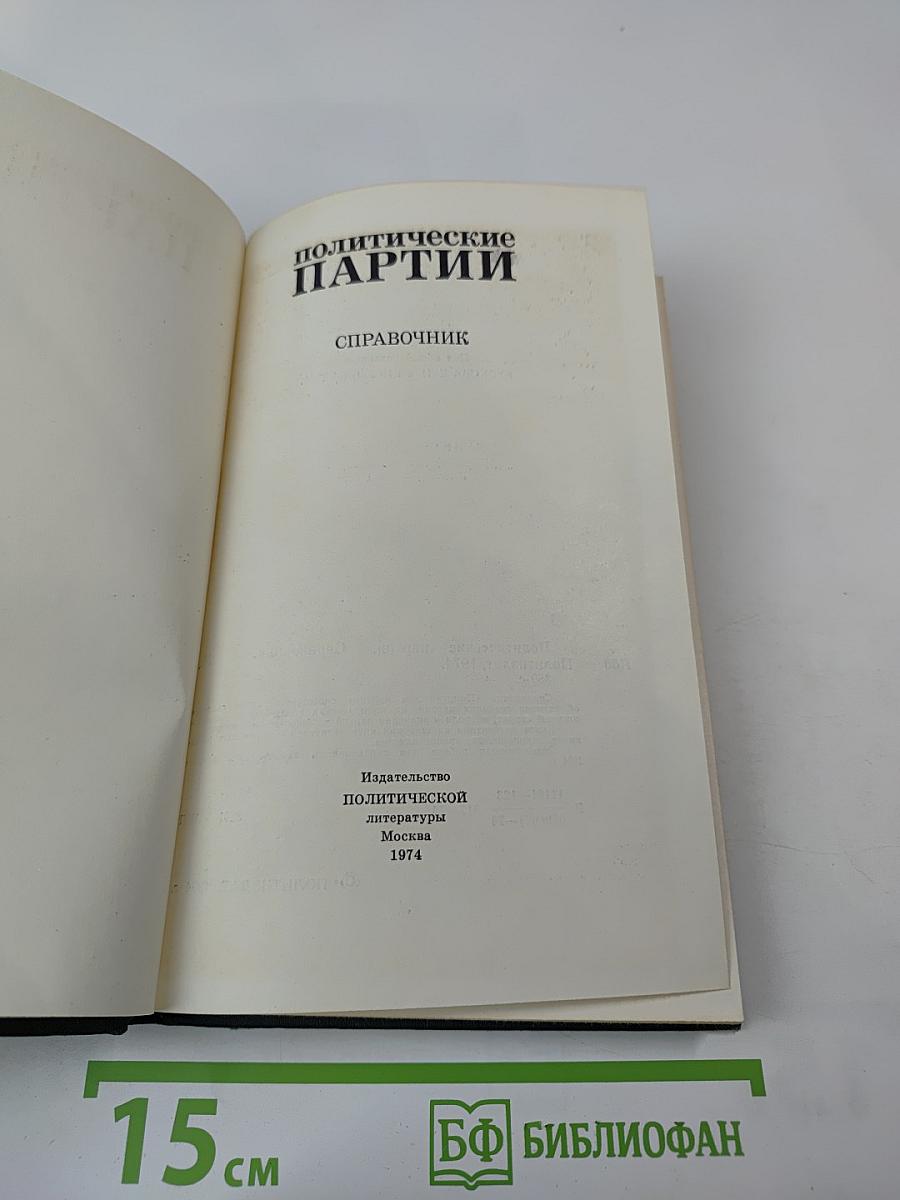 политические
ПАРТИИ
СПРАВОЧНИК
Издательство
ПОЛИТИЧЕСКОЙ
литературы
Москва
1974
15 см
БФ БИБЛИОФАН